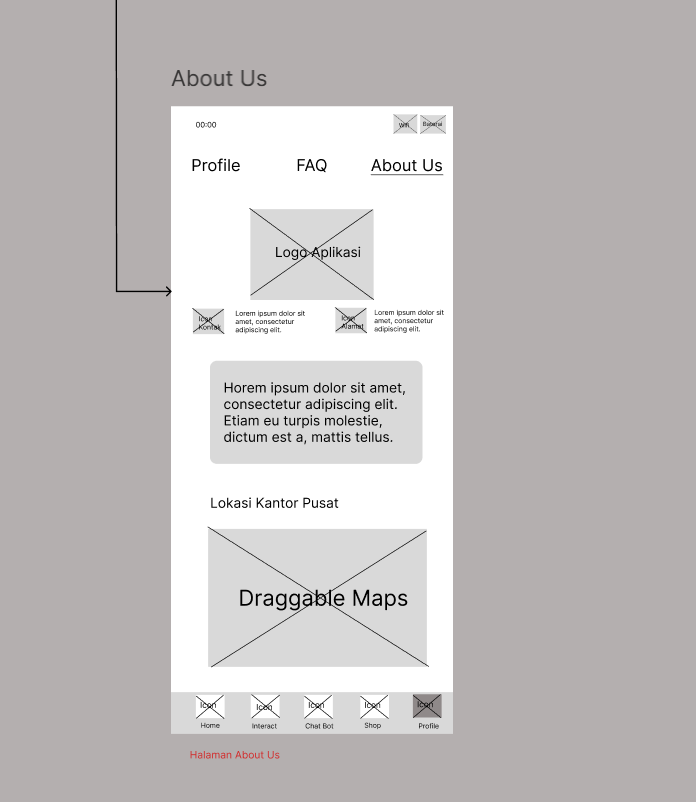 About Us
00:00
Wifi
Baterai
Profile
FAQ
About Us
Logo Aplikasi
Icon
Kontak
Lorem ipsum dolor sit
amet, consectetur
adipiscing elit.
Icon
Alamat
Lorem ipsum dolor sit
amet, consectetur
adipiscing elit.
Horem ipsum dolor sit amet,
consectetur adipiscing elit.
Etiam eu turpis molestie,
dictum est a, mattis tellus.
Lokasi Kantor Pusat
Draggable Maps
Icon
Icon
Icon
Icon
Icon
Home
Interact
Chat Bot
Shop
Profile
Halaman About Us